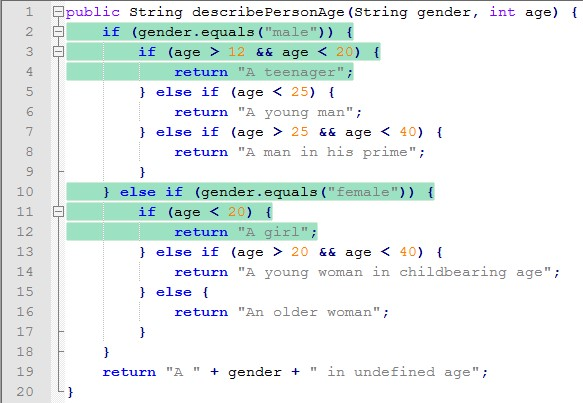 1 public String describePersonAge(String gender, int age) {
2 if (gender.equals("male")) {
3 if (age > 12 && age < 20) {
4 return "A teenager";
5 } else if (age < 25) {
6 return "A young man";
7 } else if (age > 25 && age < 40) {
8 return "A man in his prime";
9 }
10 } else if (gender.equals("female")) {
11 if (age < 20) {
12 return "A girl";
13 } else if (age > 20 && age < 40) {
14 return "A young woman in childbearing age";
15 } else {
16 return "An older woman";
17 }
18 }
19 return "A " + gender + " in undefined age";
20 }